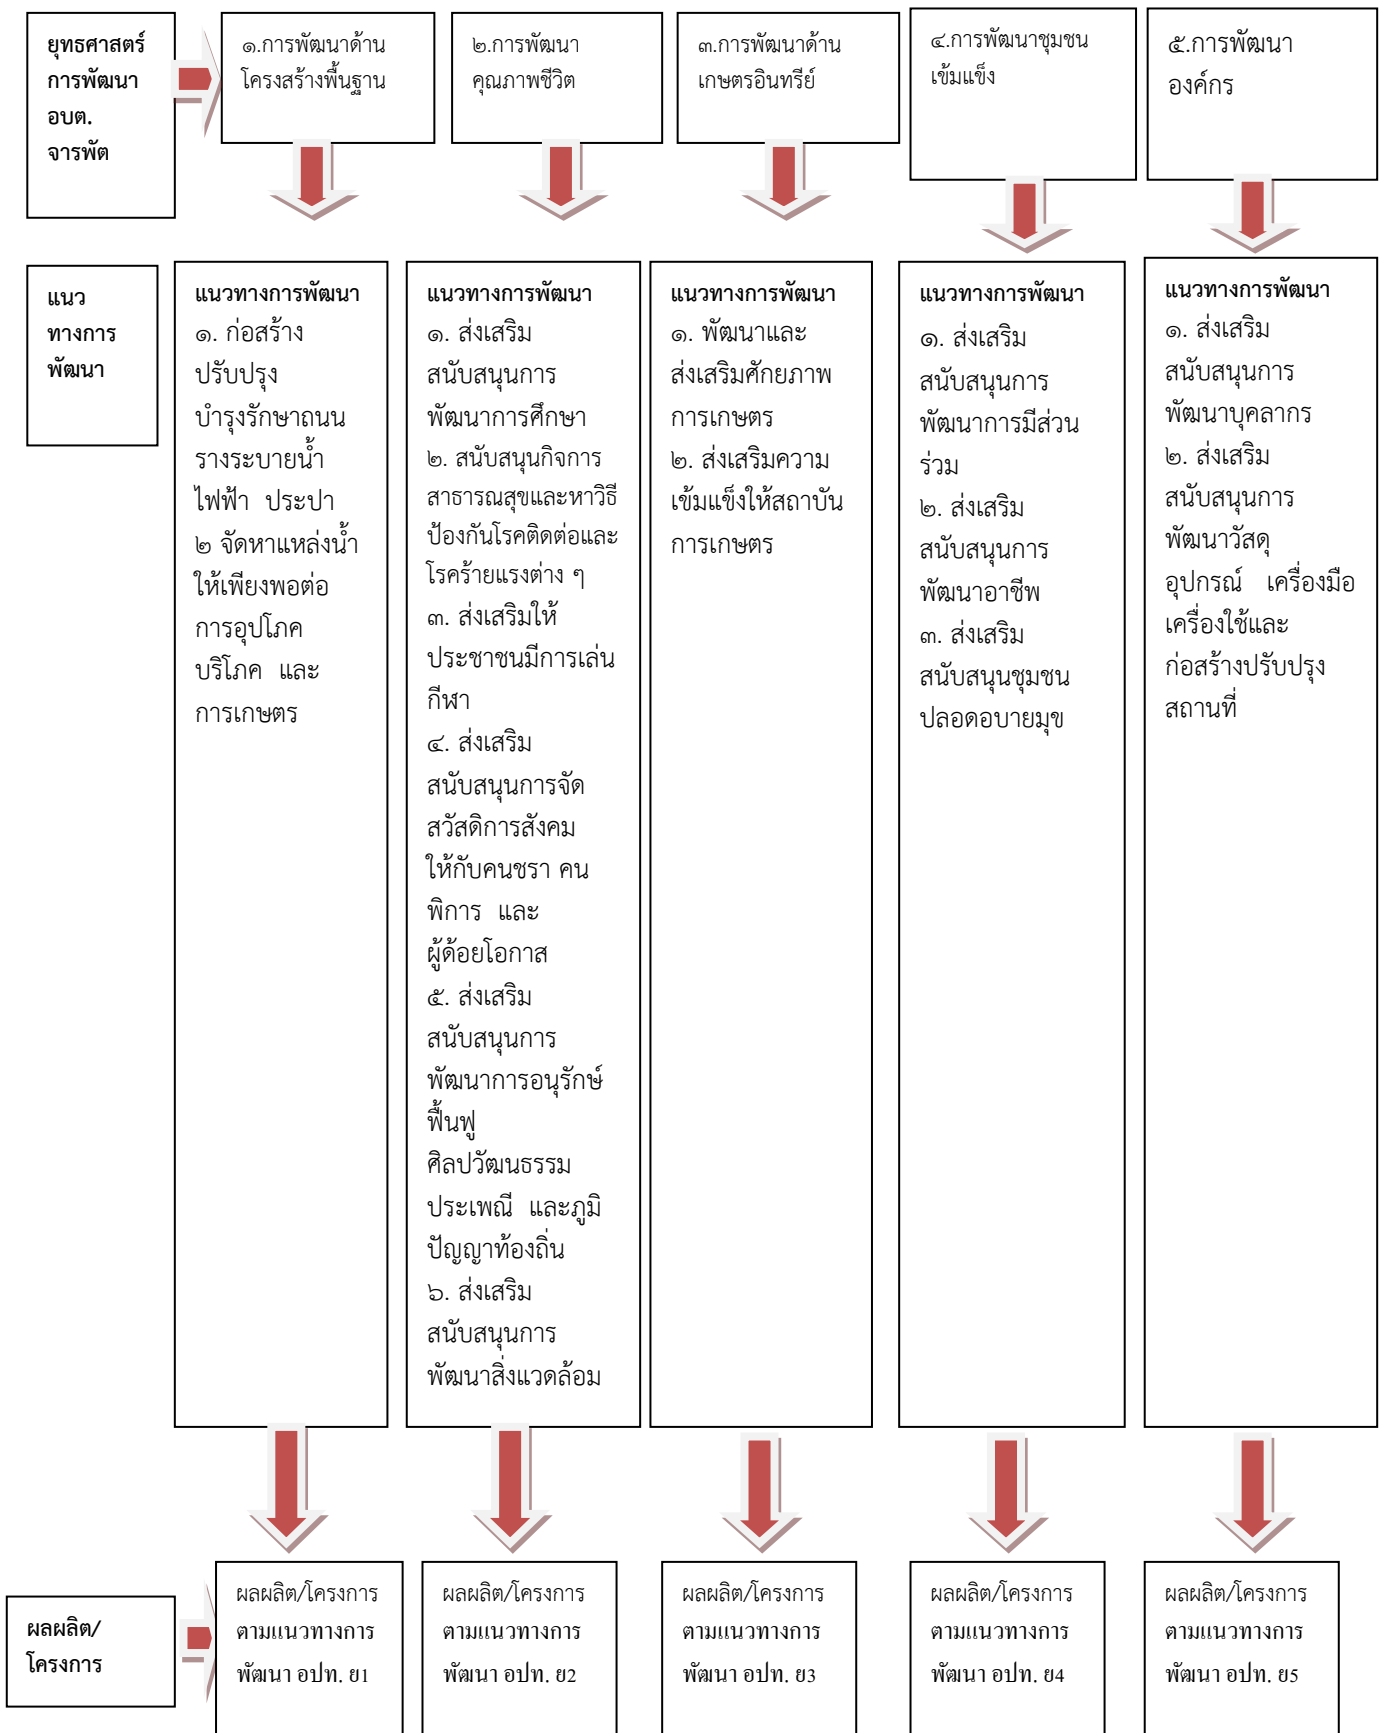 ยุทธศาสตร์
การพัฒนา
อบต.
จารพัต
๑.การพัฒนาด้าน
โครงสร้างพื้นฐาน
๒.การพัฒนา
คุณภาพชีวิต
๓.การพัฒนาด้าน
เกษตรอินทรีย์
๔.การพัฒนาชุมชน
เข้มแข็ง
๕.การพัฒนา
องค์กร
แนว
ทางการ
พัฒนา
แนวทางการพัฒนา
๑. ก่อสร้าง
ปรับปรุง
บำรุงรักษาถนน
รางระบายน้ำ
ไฟฟ้า ประปา
๒ จัดหาแหล่งน้ำ
ให้เพียงพอต่อ
การอุปโภค
บริโภค และ
การเกษตร
แนวทางการพัฒนา
๑. ส่งเสริม
สนับสนุนการ
พัฒนาการศึกษา
๒. สนับสนุนกิจการ
สาธารณสุขและหาวิธี
ป้องกันโรคติดต่อและ
โรคร้ายแรงต่าง ๆ
๓. ส่งเสริมให้
ประชาชนมีการเล่น
กีฬา
๔. ส่งเสริม
สนับสนุนการจัด
สวัสดิการสังคม
ให้กับคนชรา คน
พิการ และ
ผู้ด้อยโอกาส
๕. ส่งเสริม
สนับสนุนการ
พัฒนาการอนุรักษ์
ฟื้นฟู
ศิลปวัฒนธรรม
ประเพณี และภูมิ
ปัญญาท้องถิ่น
๖. ส่งเสริม
สนับสนุนการ
พัฒนาสิ่งแวดล้อม
แนวทางการพัฒนา
๑. พัฒนาและ
ส่งเสริมศักยภาพ
การเกษตร
๒. ส่งเสริมความ
เข้มแข็งให้สถาบัน
การเกษตร
แนวทางการพัฒนา
๑. ส่งเสริม
สนับสนุนการ
พัฒนาการมีส่วน
ร่วม
๒. ส่งเสริม
สนับสนุนการ
พัฒนาอาชีพ
๓. ส่งเสริม
สนับสนุนชุมชน
ปลอดอบายมุข
แนวทางการพัฒนา
๑. ส่งเสริม
สนับสนุนการ
พัฒนาบุคลากร
๒. ส่งเสริม
สนับสนุนการ
พัฒนาวัสดุ
อุปกรณ์ เครื่องมือ
เครื่องใช้และ
ก่อสร้างปรับปรุง
สถานที่
ผลผลิต/
โครงการ
ผลผลิต/โครงการ
ตามแนวทางการ
พัฒนา อปท. ย1
ผลผลิต/โครงการ
ตามแนวทางการ
พัฒนา อปท. ย2
ผลผลิต/โครงการ
ตามแนวทางการ
พัฒนา อปท. ย3
ผลผลิต/โครงการ
ตามแนวทางการ
พัฒนา อปท. ย4
ผลผลิต/โครงการ
ตามแนวทางการ
พัฒนา อปท. ย5